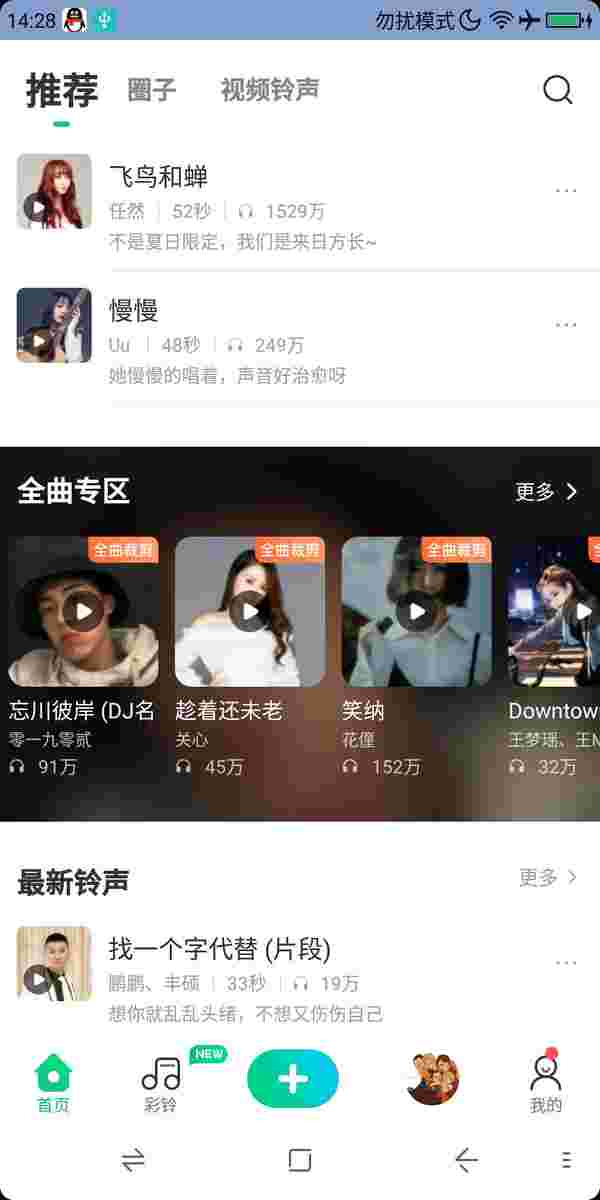 14:28 勿扰模式
推荐 圈子 视频铃声
飞鸟和蝉
任然 52秒 1529万
不是夏日限定，我们是来日方长~
慢慢
Uu 48秒 249万
她慢慢的唱着，声音好治愈呀
全曲专区 更多
全曲裁剪 全曲裁剪 全曲裁剪 全
忘川彼岸 (DJ名 趁着还未老 笑纳 Downtow
零一九零贰 关心 花僮 王梦瑶、王M
91万 45万 152万 32万
最新铃声 更多
找一个字代替 (片段)
鹏鹏、丰硕 33秒 19万
想你就乱乱头绪，不想又伤伤自己
NEW
首页 彩铃 我的